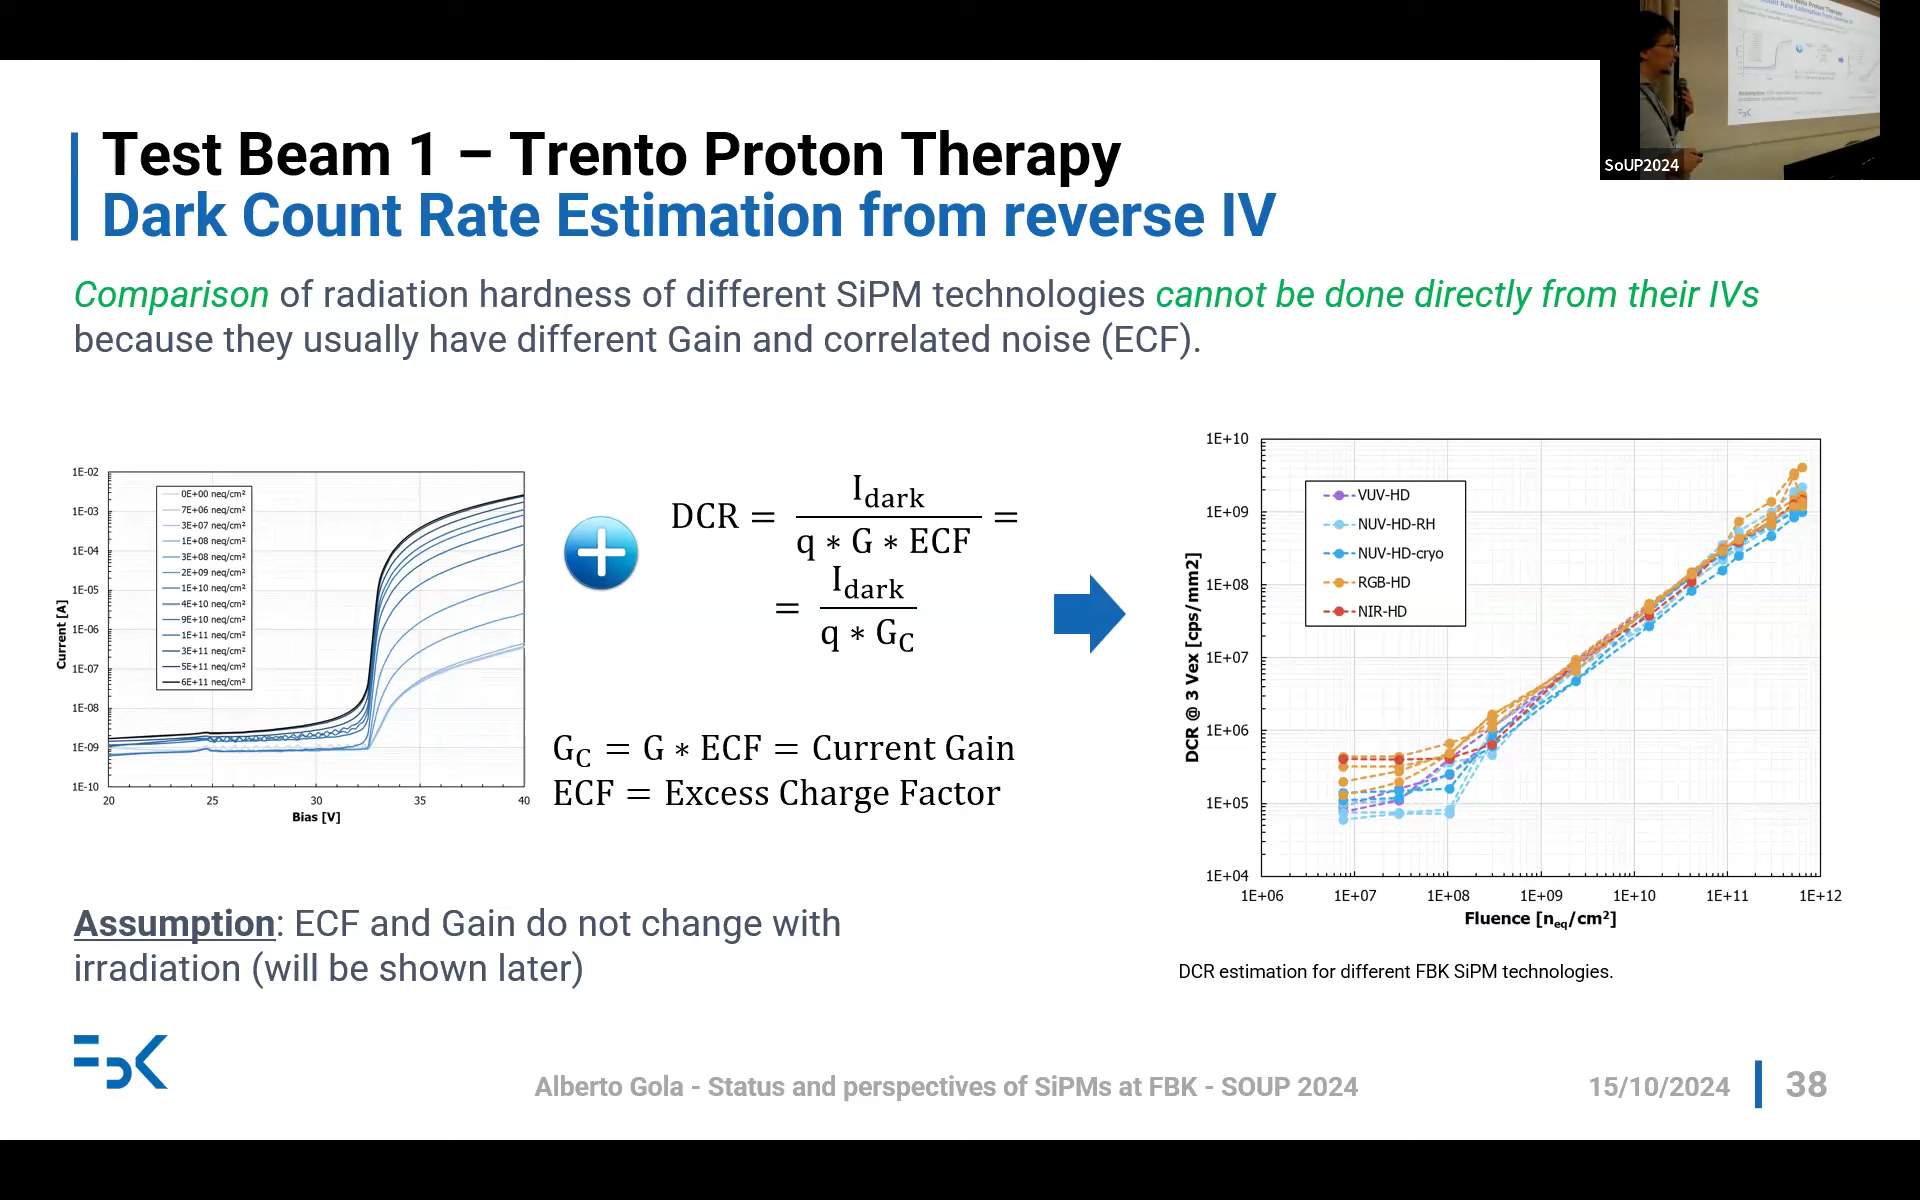 SoUP2024
Test Beam 1 – Trento Proton Therapy
Dark Count Rate Estimation from reverse IV
Comparison of radiation hardness of different SiPM technologies cannot be done directly from their IVs
because they usually have different Gain and correlated noise (ECF).
1E-02
1E-03
1E-04
1E-05
1E-06
1E-07
1E-08
1E-09
1E-10
Current [A]
0E+00 neq/cm²
7E+06 neq/cm²
3E+07 neq/cm²
1E+08 neq/cm²
3E+08 neq/cm²
2E+09 neq/cm²
1E+10 neq/cm²
4E+10 neq/cm²
9E+10 neq/cm²
1E+11 neq/cm²
3E+11 neq/cm²
5E+11 neq/cm²
6E+11 neq/cm²
20 25 30 35 40
Bias [V]
DCR = I_dark / (q ∗ G ∗ ECF) =
= I_dark / (q ∗ G_C)
G_C = G ∗ ECF = Current Gain
ECF = Excess Charge Factor
1E+10
1E+09
1E+08
1E+07
1E+06
1E+05
1E+04
DCR @ 3 Vex [cps/mm2]
VUV-HD
NUV-HD-RH
NUV-HD-cryo
RGB-HD
NIR-HD
1E+06 1E+07 1E+08 1E+09 1E+10 1E+11 1E+12
Fluence [n_eq/cm²]
DCR estimation for different FBK SiPM technologies.
Assumption: ECF and Gain do not change with
irradiation (will be shown later)
FBK
Alberto Gola - Status and perspectives of SiPMs at FBK - SOUP 2024
15/10/2024
38